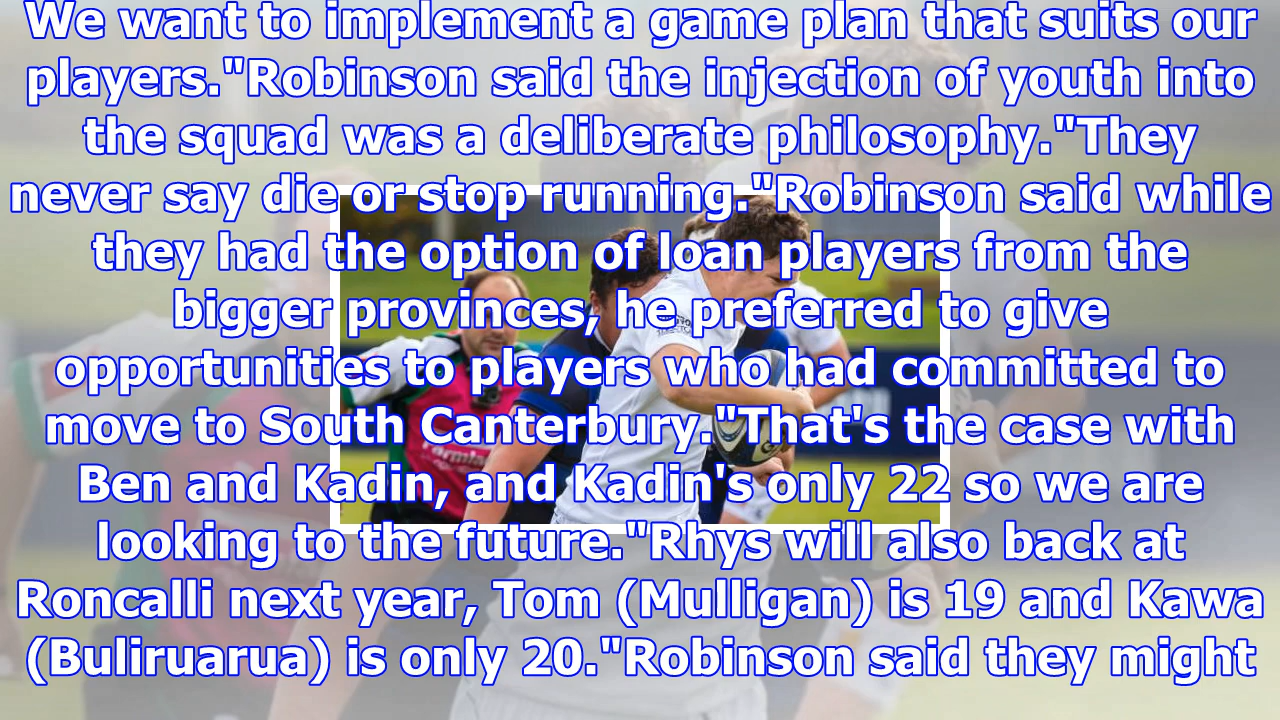 We want to implement a game plan that suits our
players."Robinson said the injection of youth into
the squad was a deliberate philosophy."They
never say die or stop running."Robinson said while
they had the option of loan players from the
bigger provinces, he preferred to give
opportunities to players who had committed to
move to South Canterbury."That's the case with
Ben and Kadin, and Kadin's only 22 so we are
looking to the future."Rhys will also back at
Roncalli next year, Tom (Mulligan) is 19 and Kawa
(Buliruarua) is only 20."Robinson said they might